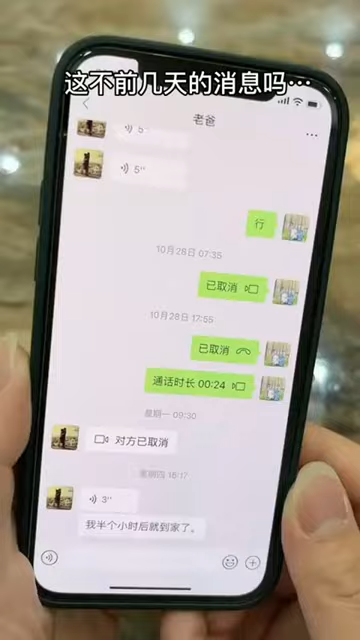 这不前几天的消息吗…
老爸
5"
5"
行
10月28日 07:35
已取消
10月28日 17:55
已取消
通话时长 00:24
星期一 09:30
对方已取消
星期四 18:17
3"
我半个小时后就到家了。